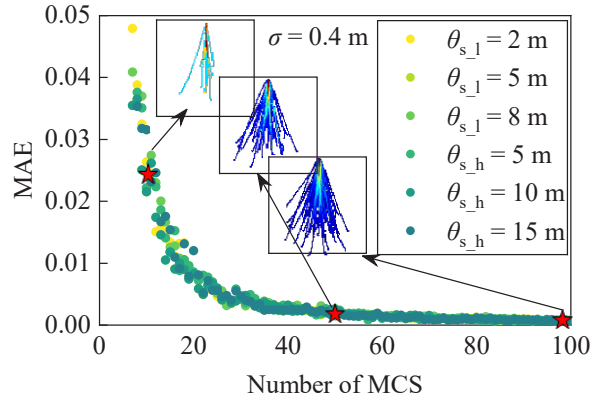 σ = 0.4 m
θs_l = 2 m
θs_l = 5 m
θs_l = 8 m
θs_h = 5 m
θs_h = 10 m
θs_h = 15 m
MAE
0.05
0.04
0.03
0.02
0.01
0.00
0 20 40 60 80 100
Number of MCS